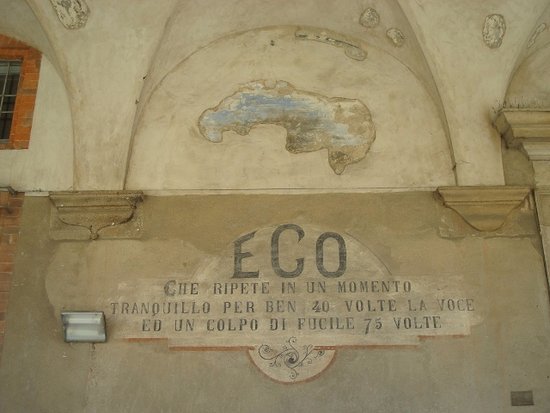 ECO
CHE RIPETE IN UN MOMENTO
TRANQUILLO PER BEN 40 VOLTE LA VOCE
ED UN COLPO DI FUCILE 75 VOLTE